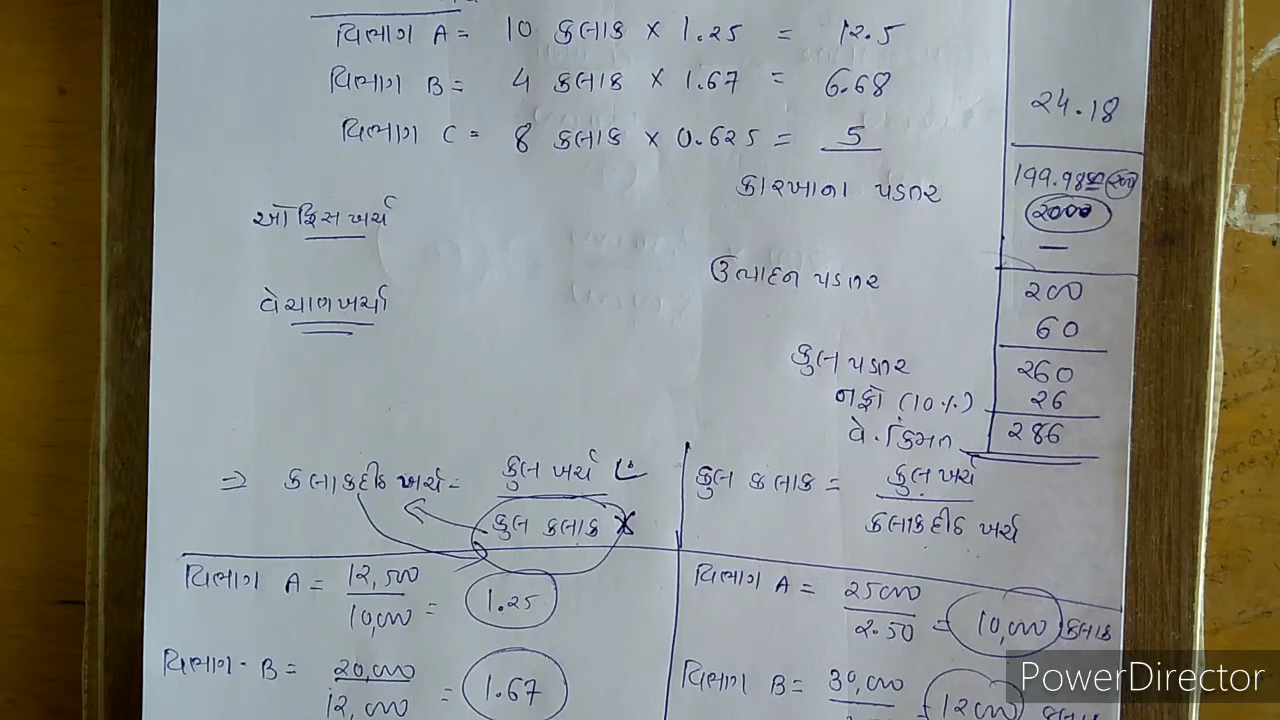 વિભાગ A = 10 કલાક × 1.25 = 12.5
વિભાગ B = 4 કલાક × 1.67 = 6.68
વિભાગ C = 8 કલાક × 0.625 = 5
24.18
કારખાના પડતર
199.98
ઓફિસ ખર્ચ
2000
—
ઉત્પાદન પડતર
200
વેચાણ ખર્ચા
60
કુલ પડતર
260
નફો (10%)
26
વે. કિંમત
286
⇒ કલાકદીઠ ખર્ચ = કુલ ખર્ચ
કુલ કલાક
કુલ કલાક = કુલ ખર્ચ
કલાકદીઠ ખર્ચ
વિભાગ A = 12,500
10,000 = 1.25
વિભાગ A = 25000
2.50 = 10,000 કલાક
વિભાગ - B = 20,000
12,000 = 1.67
વિભાગ B = 30,000
= 12000
PowerDirector